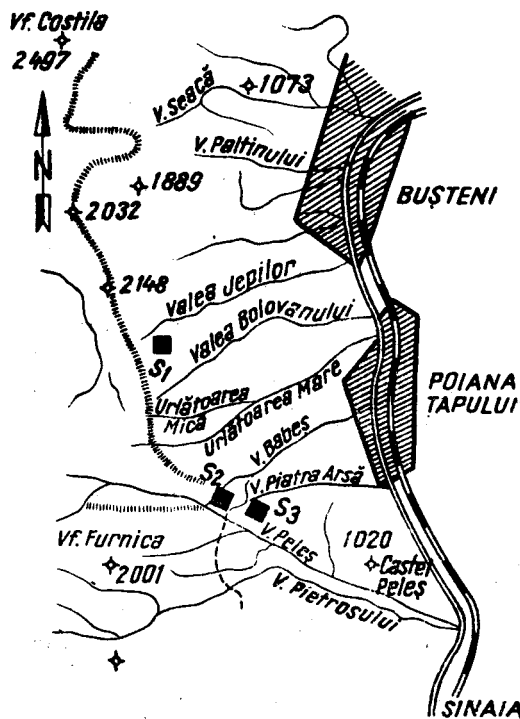 Vf. Costila
2497
1073
V. Seacă
V. Paltinului
N
1889
2032
BUȘTENI
2148
Valea Jepilor
Valea Bolovanului
S1
POIANA
TAPULUI
Urlătoarea
Mică
Urlătoarea Mare
V. Babeș
S2
V. Piatra Arsă
S3
V. Peleș
Vf. Furnica
2001
1020
Castel
Peleș
V. Pietrosului
SINAIA